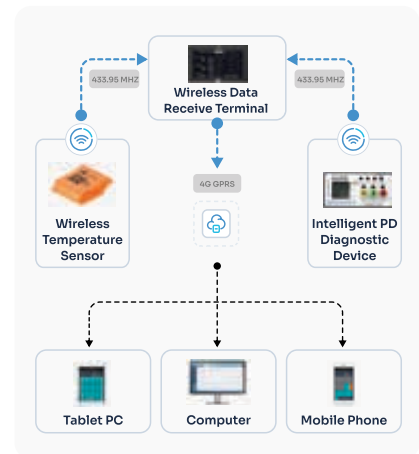 433.95 MHZ
433.95 MHZ
Wireless Data
Receive Terminal
4G GPRS
Wireless
Temperature
Sensor
Intelligent PD
Diagnostic
Device
Tablet PC
Computer
Mobile Phone